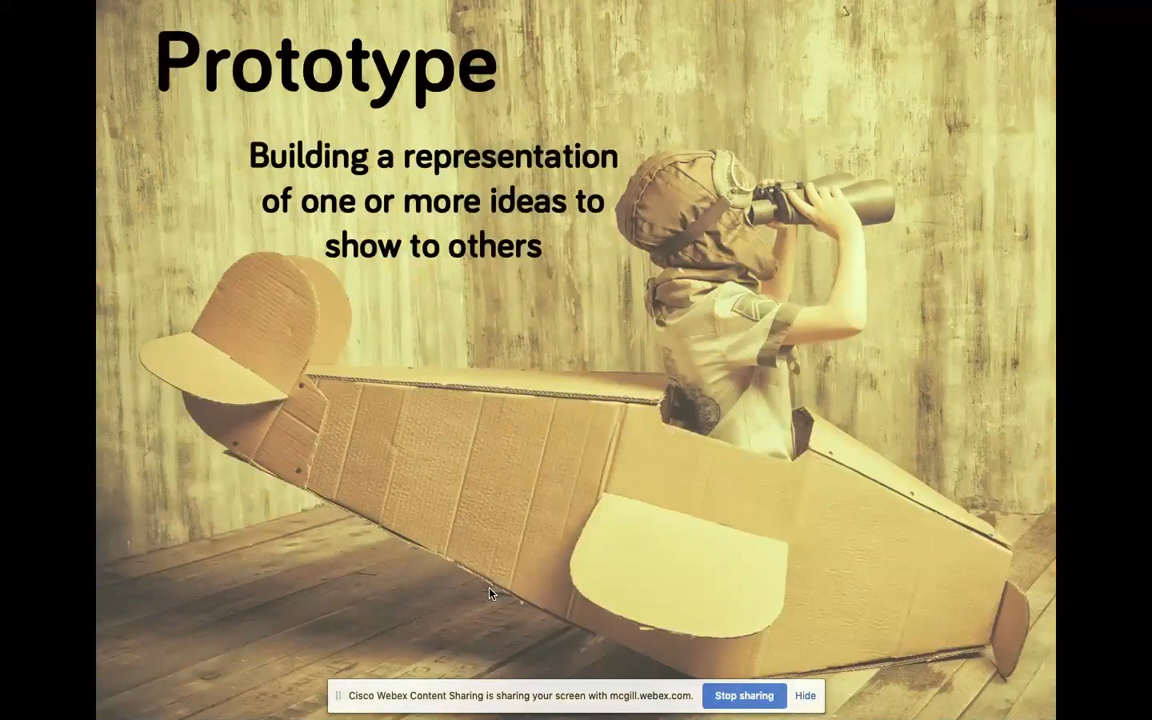 Prototype
Building a representation
of one or more ideas to
show to others
Cisco Webex Content Sharing is sharing your screen with mcgill.webex.com.
Stop sharing
Hide